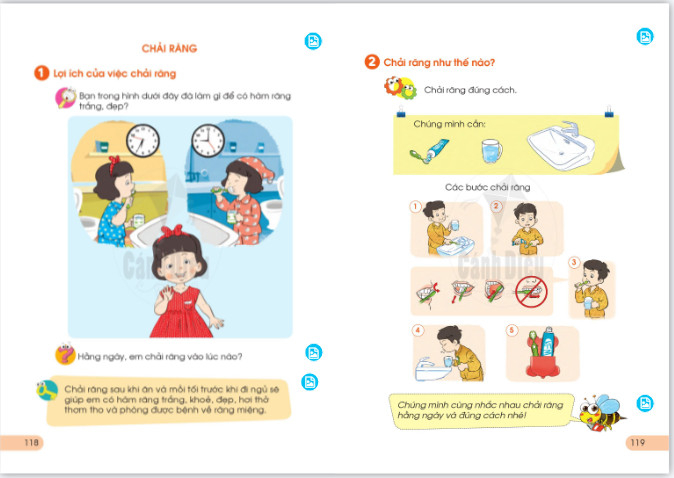 CHẢI RĂNG
1 Lợi ích của việc chải răng
Bạn trong hình dưới đây đã làm gì để có hàm răng
trắng, đẹp?
Cánh Diều
Hằng ngày, em chải răng vào lúc nào?
Chải răng sau khi ăn và mỗi tối trước khi đi ngủ sẽ
giúp em có hàm răng trắng, khoẻ, đẹp, hơi thở
thơm tho và phòng được bệnh về răng miệng.
118
2 Chải răng như thế nào?
Chải răng đúng cách.
Chúng mình cần:
Các bước chải răng
1
2
Cánh Diều
3
4
5
Chúng mình cùng nhắc nhau chải răng
hằng ngày và đúng cách nhé!
119